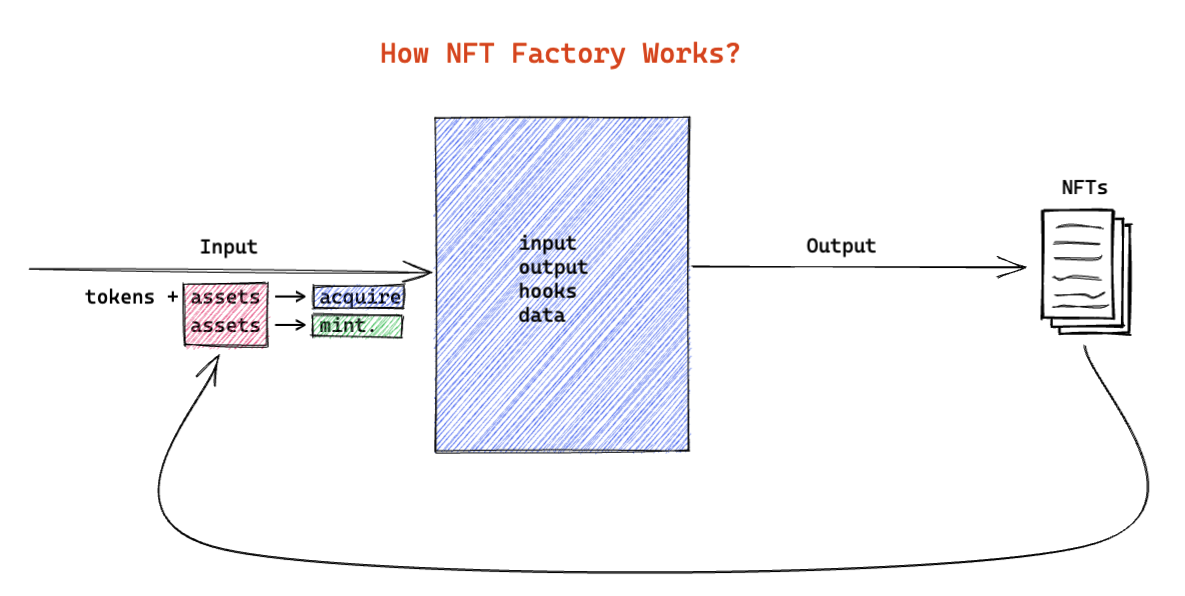 How NFT Factory Works?
NFTs
Input
Output
tokens + assets → acquire
assets → mint.
input
output
hooks
data